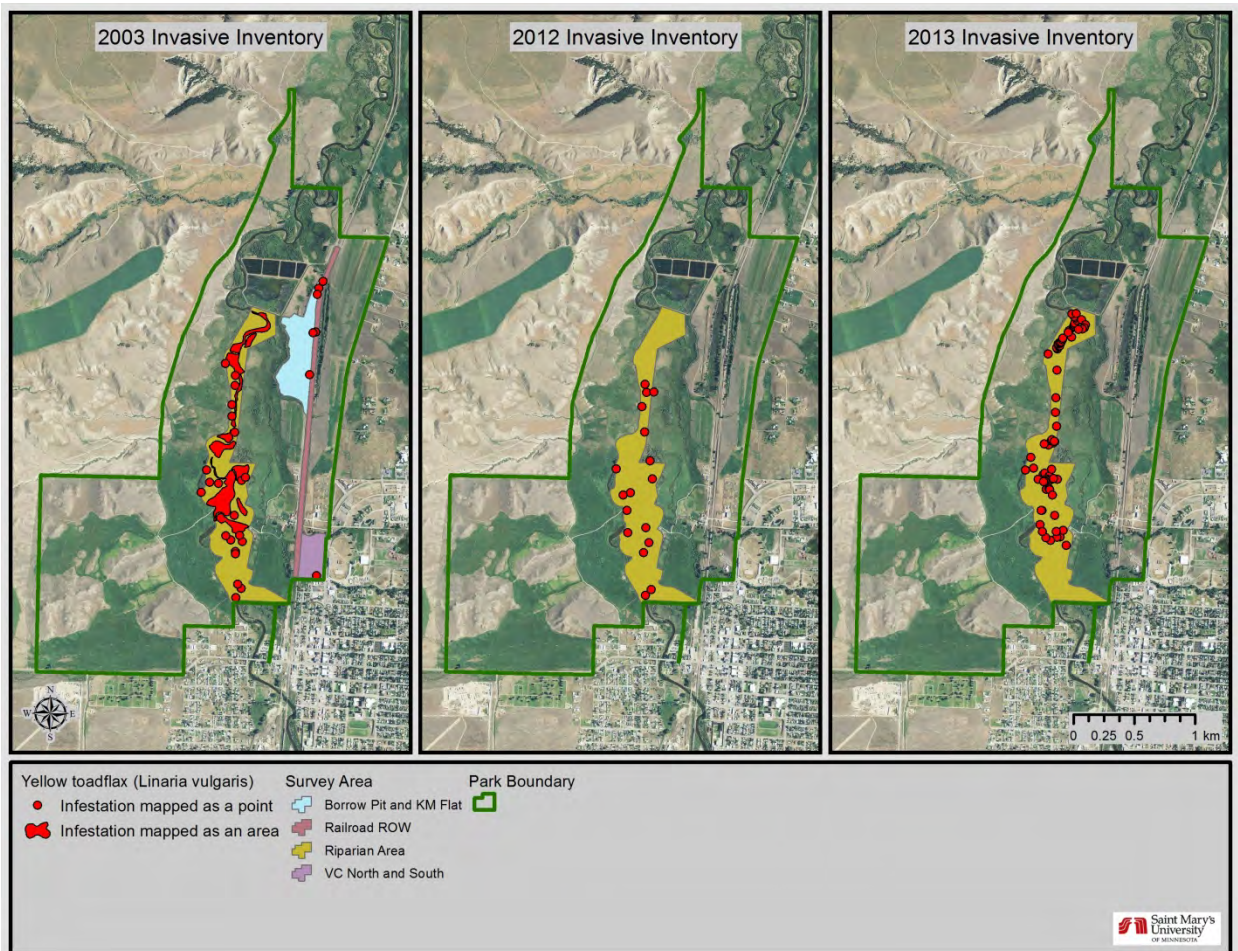 2003 Invasive Inventory
2012 Invasive Inventory
2013 Invasive Inventory
N
W E
S
0 0.25 0.5 1 km
Yellow toadflax (Linaria vulgaris)
Infestation mapped as a point
Infestation mapped as an area
Survey Area
Borrow Pit and KM Flat
Railroad ROW
Riparian Area
VC North and South
Park Boundary
Saint Mary's
University
OF MINNESOTA